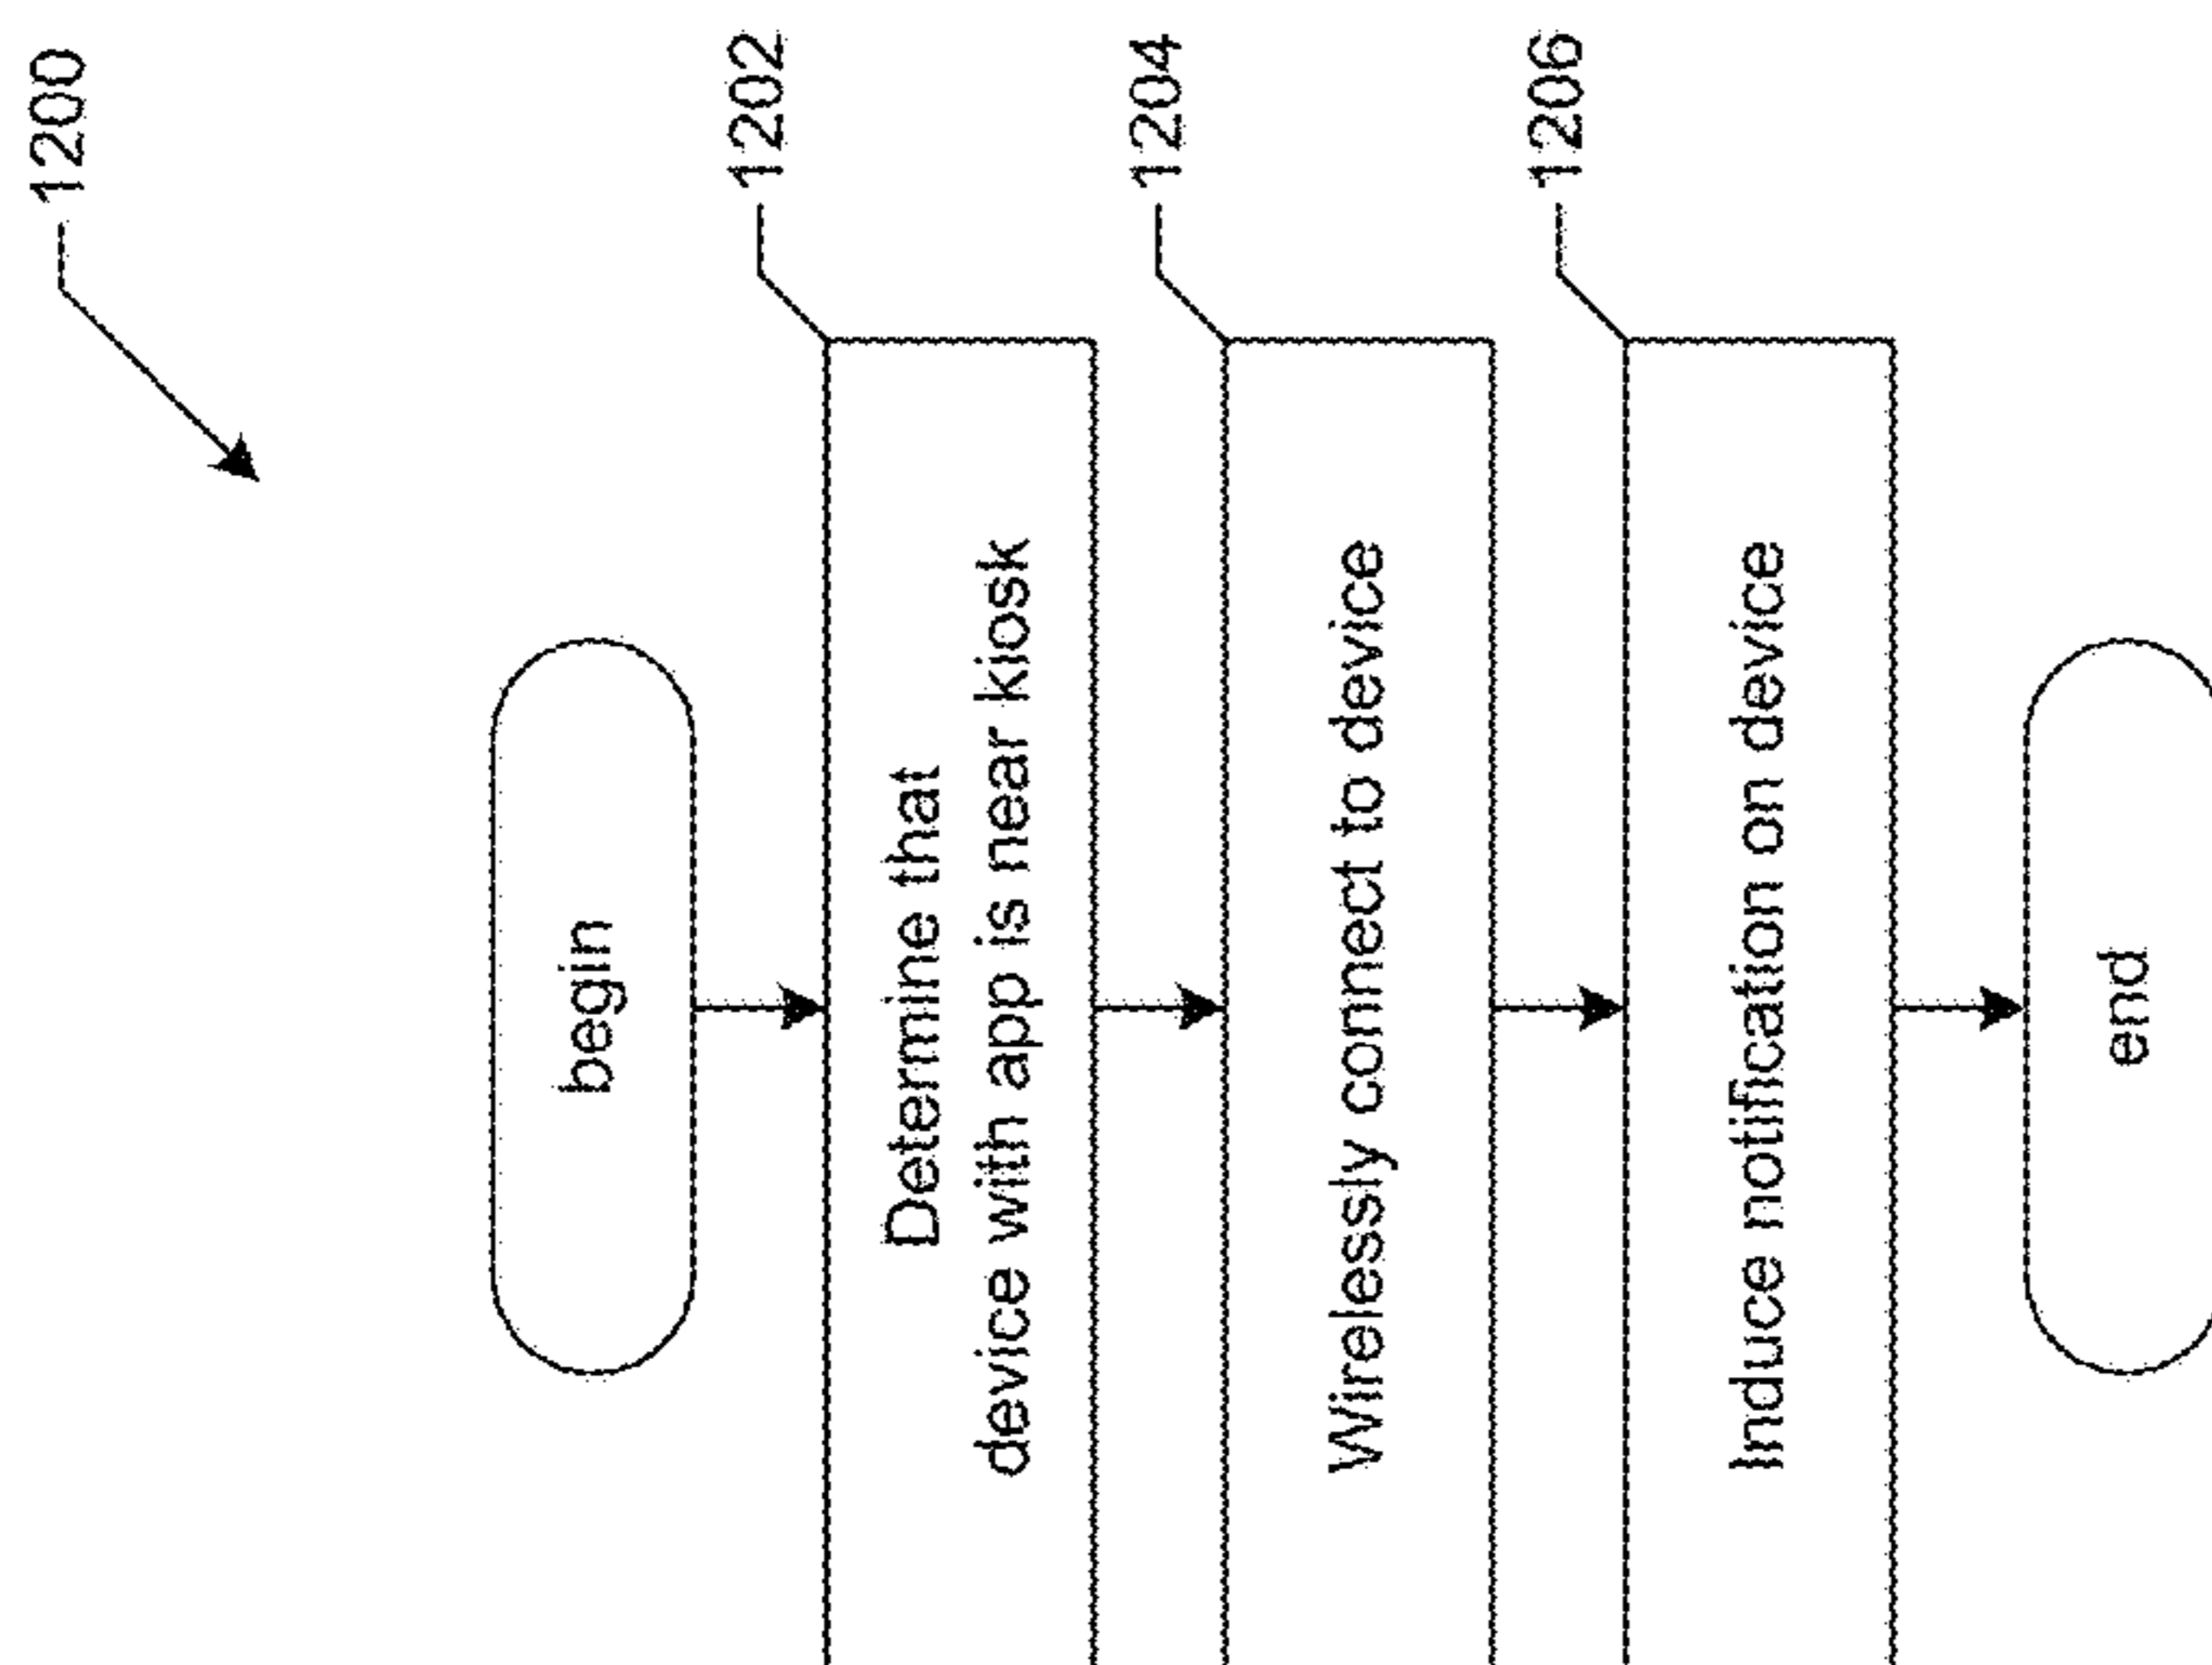 1200
begin
1202
Determine that
device with app is near kiosk
1204
Wirelessly connect to device
1206
Induce notification on device
end